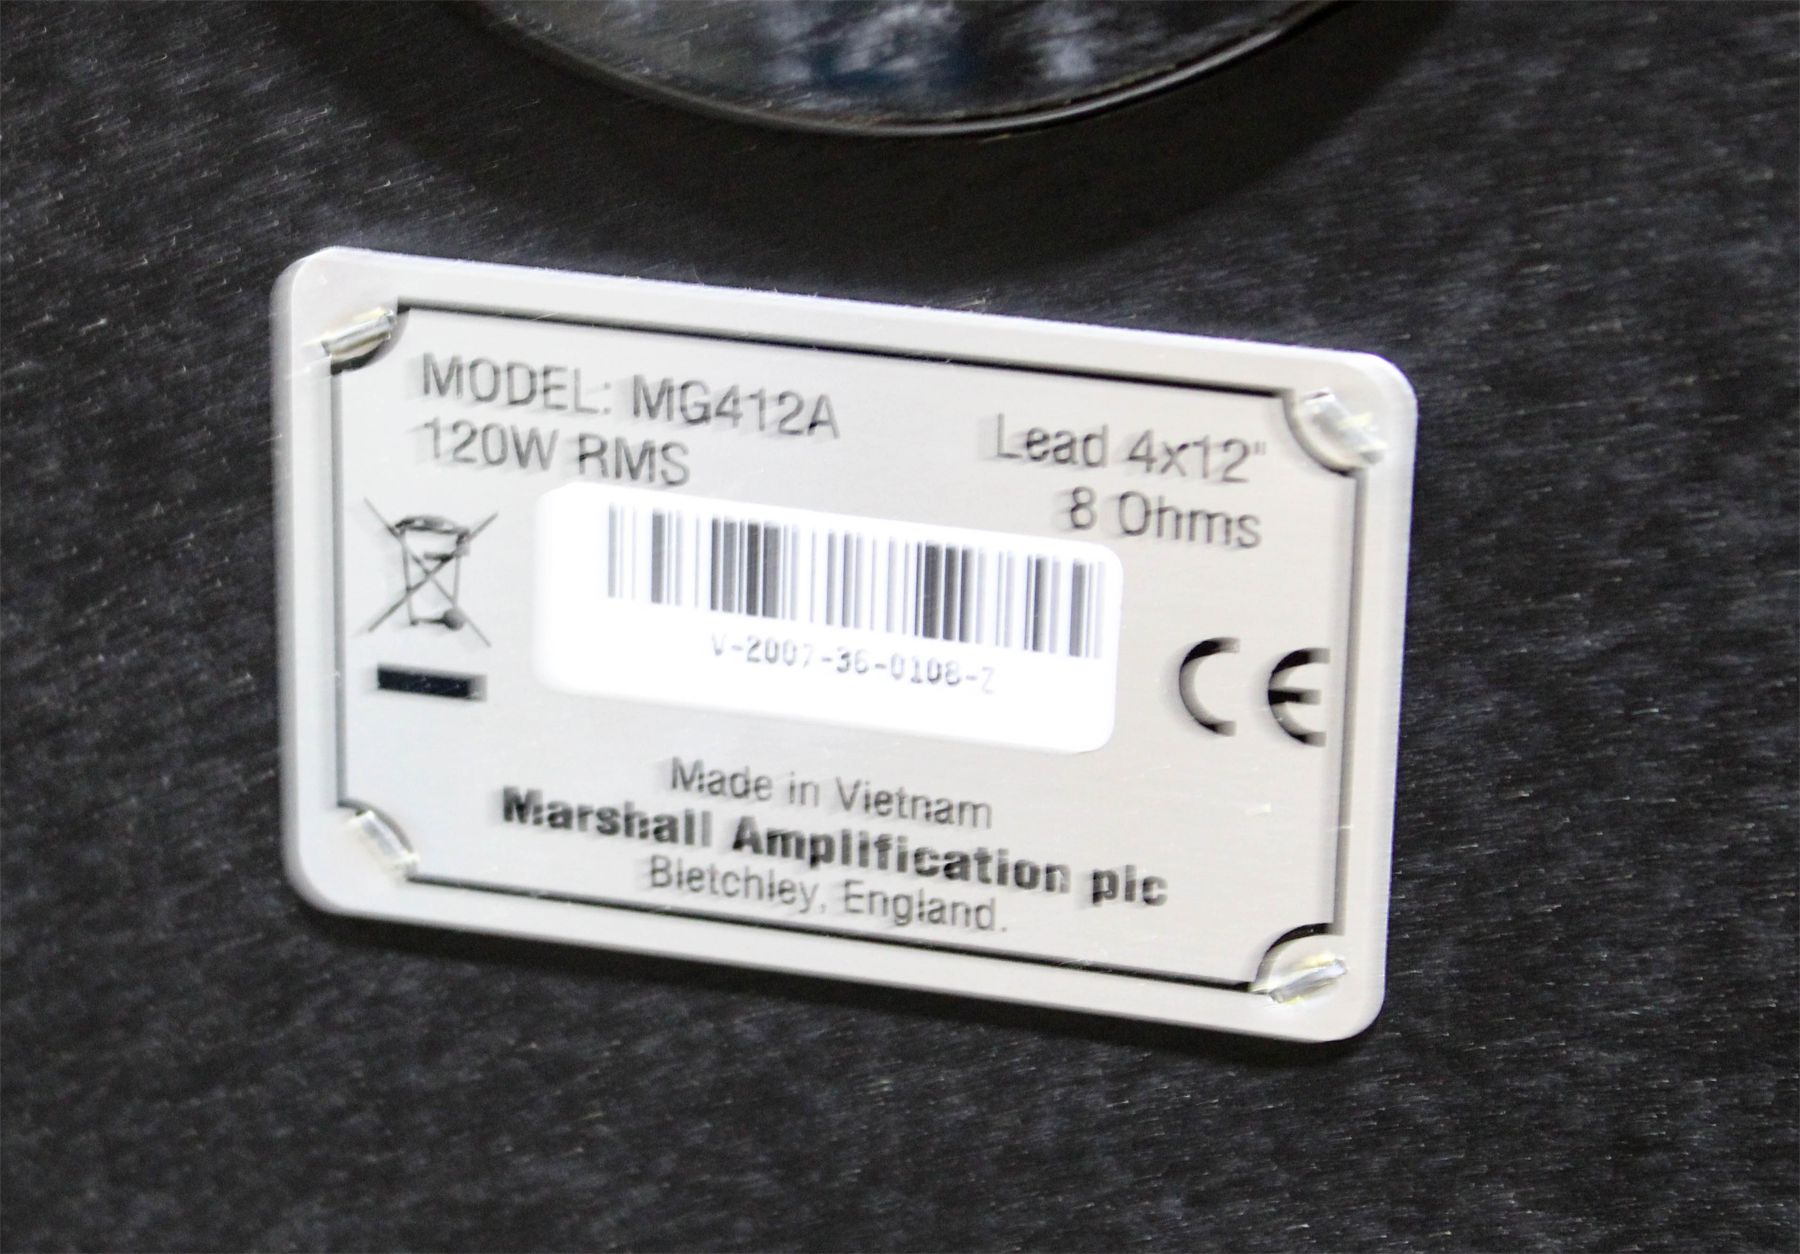 MODEL: MG412A
120W RMS
Lead 4x12"
8 Ohms
V-2007-36-0108-Z
CE
Made in Vietnam
Marshall Amplification plc
Bletchley, England.